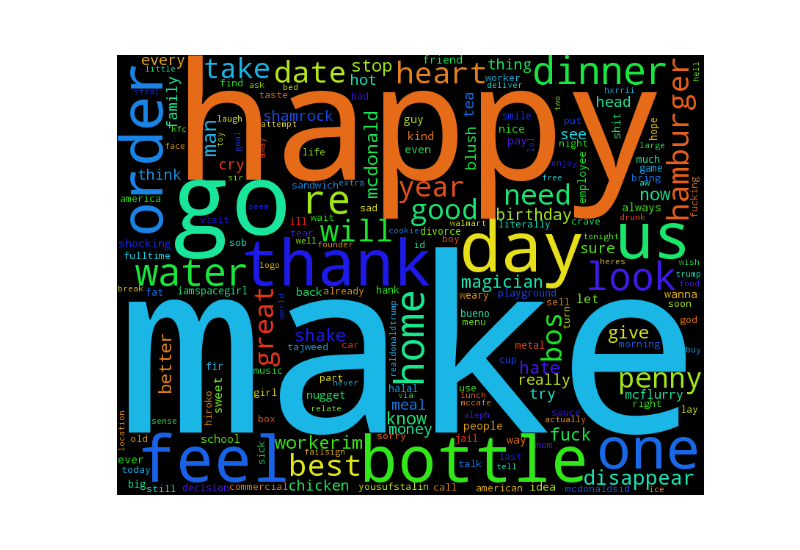 every
little
steal
take
find
ask
bed
taste
date
stop
hot
bad
friend
heart
worker
deliver
thing
dinner
hxrrii
two
hell
happy
order
family
kfc
laugh
toy
attempt
goal
shamrock
man
face
think
cry
away
life
guy
kind
even
mcdonald
blush
tea
smile
nice
pay
lol
put
see
night
head
shit
hope
employee
large
much
game
bring
now
aw
hamburger
fucking
america
sir
go
visit
seem
sandwich
extra
re
ill
wait
sad
year
good
need
free
enjoy
birthday
crave
drunk
always
shocking
fulltime
sob
tear
well
founder
will
divorce
cookie
walmart
id
boy
day
literally
tonight
sure
us
wish
water
thank
logo
hank
heres
trump
food
look
break
fat
iamspacegirl
back
already
realdonaldtrump
weary
magician
playground
sell
turn
let
wanna
soon
god
great
world
home
bueno
menu
bos
give
morning
buy
make
better
fir
music
shake
tajweed
car
metal
cup
hate
really
try
penny
mcflurry
hiroko
sweet
girl
part
never
nugget
halal
via
relate
meal
use
lunch
mccafe
aleph
sauce
right
lay
location
sense
box
know
money
people
actually
old
school
feel
sick
workerim
failsign
sorry
bottle
jail
way
mom
fuck
one
ever
today
best
talk
last
tell
disappear
big
still
decision
commercial
chicken
yousufstalin
call
american
idea
mcdonaldsid
ice